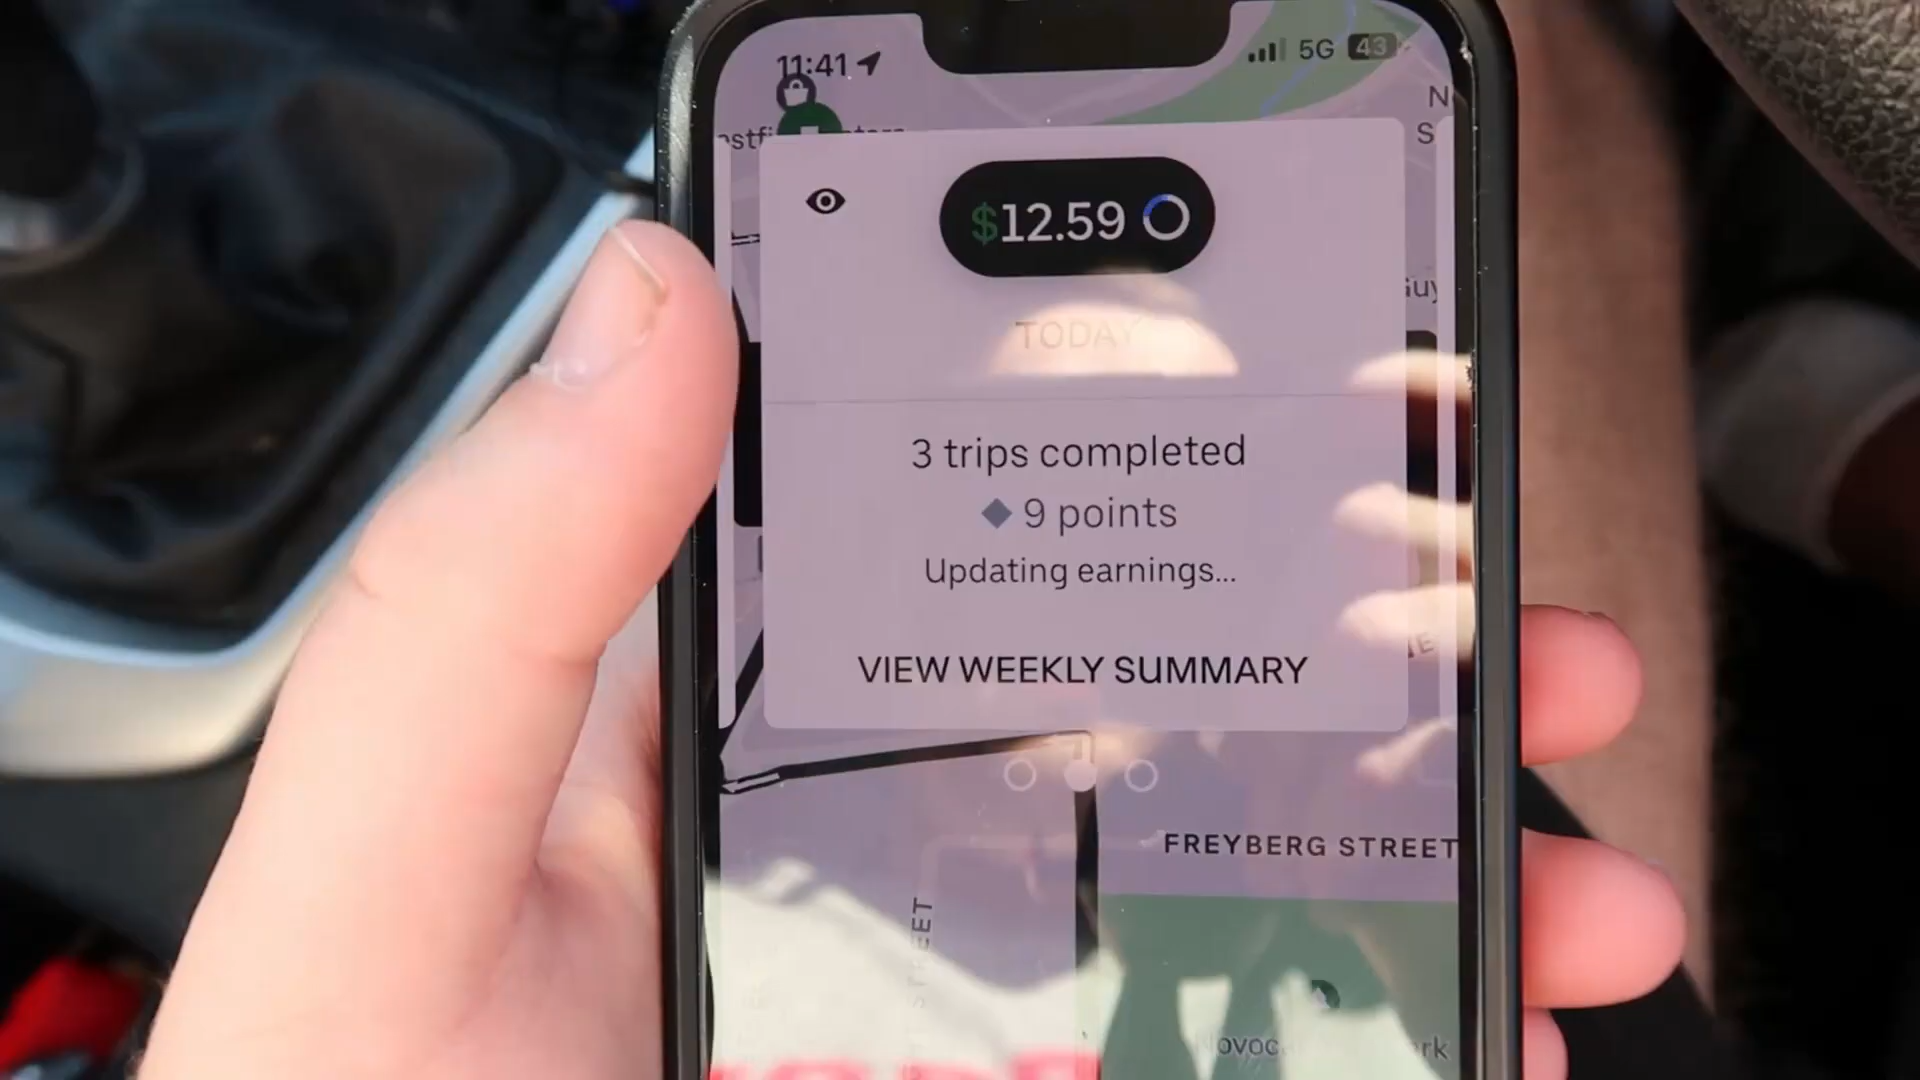 11:41
5G 43
$12.59
TODAY
3 trips completed
9 points
Updating earnings...
VIEW WEEKLY SUMMARY
FREYBERG STREET
STREET